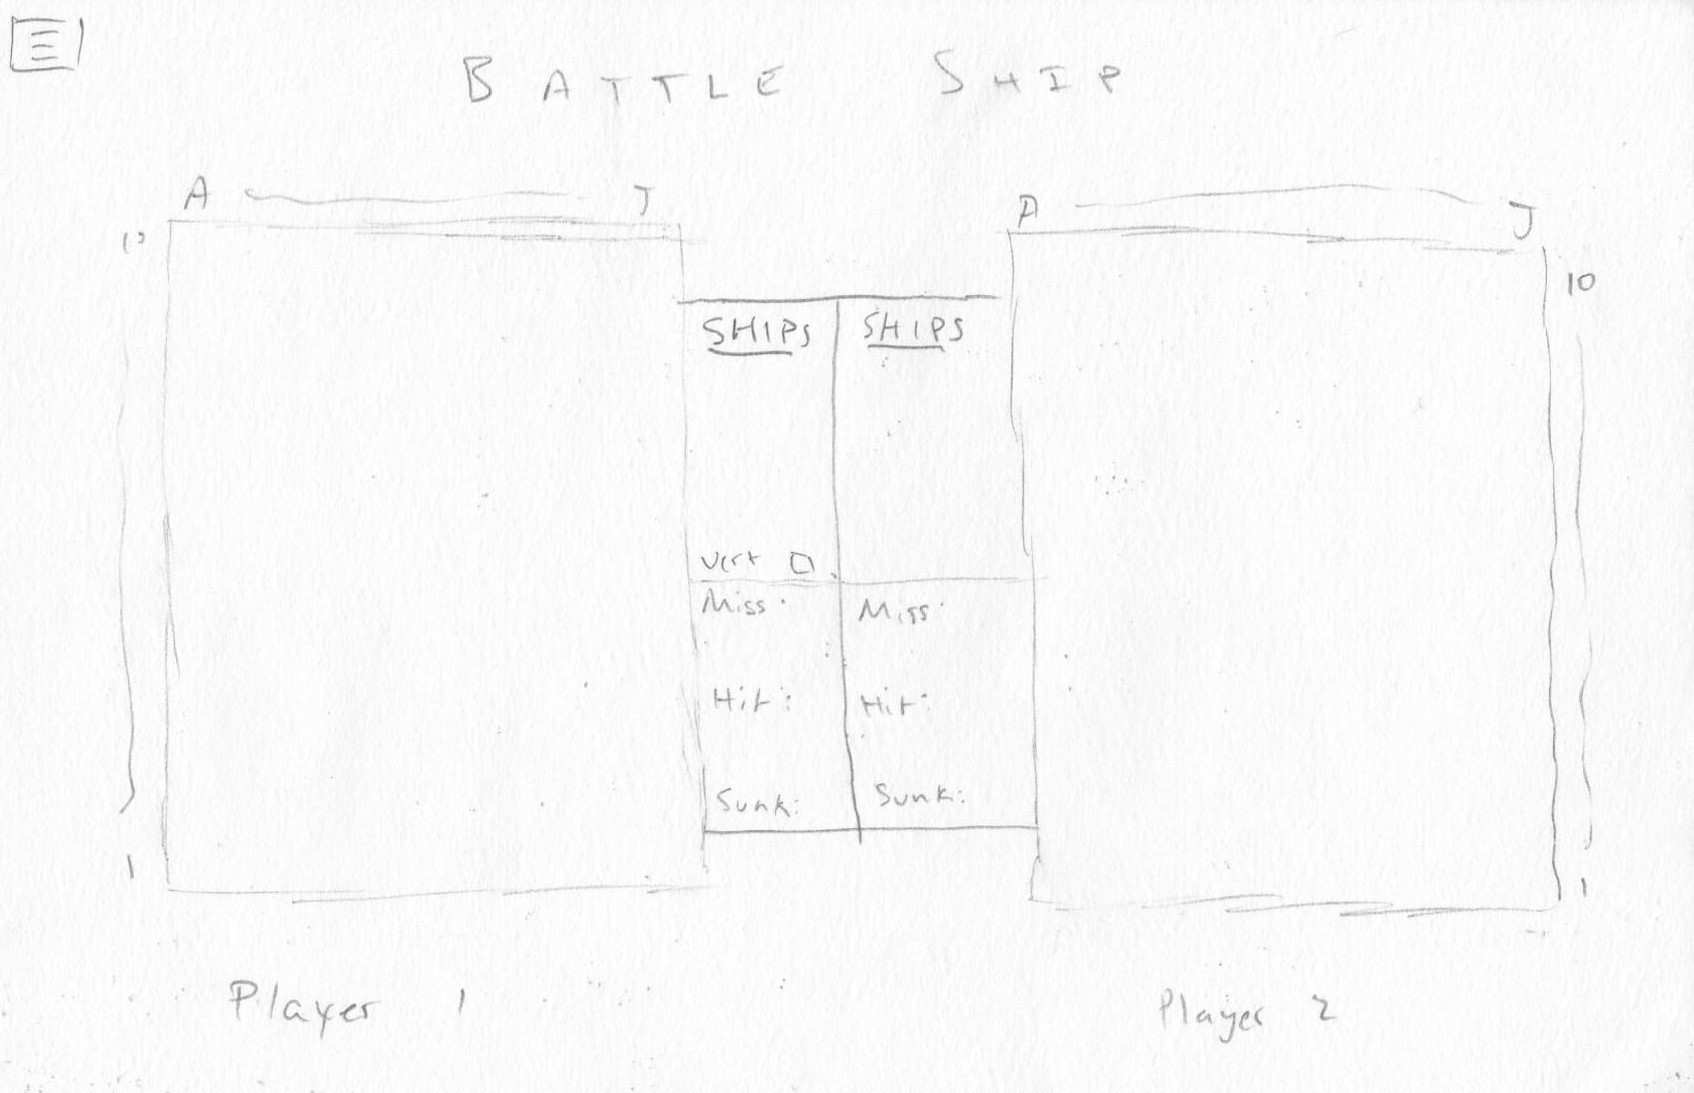 BATTLE SHIP
A J
A J
10
10
SHIPS SHIPS
Vert
Miss: Miss:
Hit: Hit:
Sunk: Sunk:
1 1
Player 1 Player 2